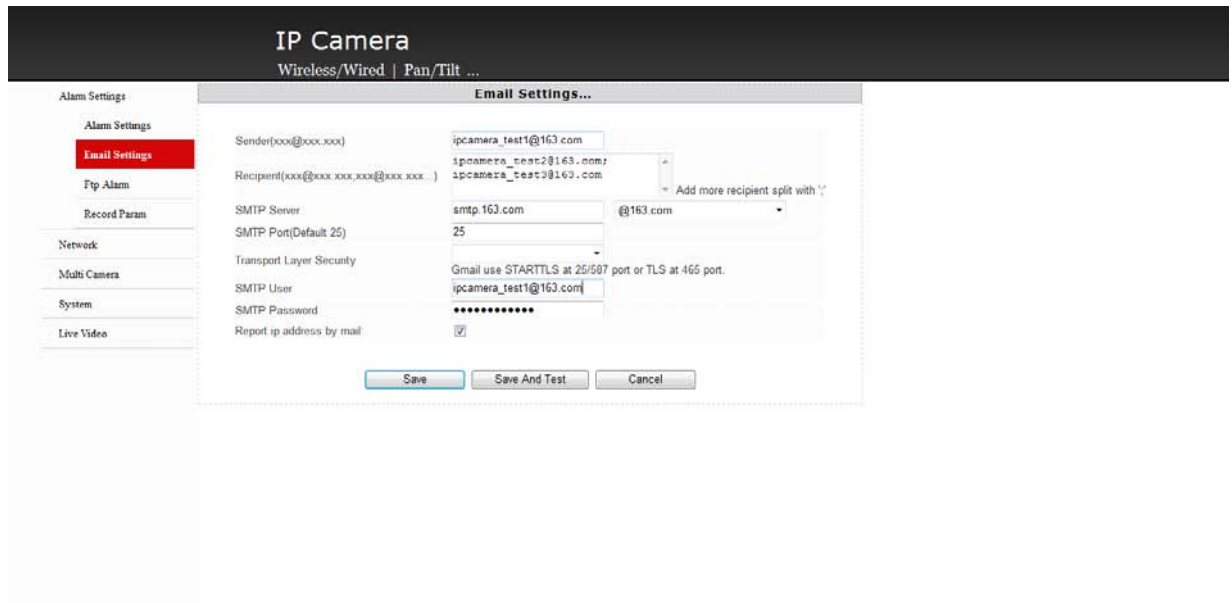 IP Camera
Wireless/Wired | Pan/Tilt ...
Alarm Settings
Alarm Settings
Email Settings
Ftp Alarm
Record Param
Network
Multi Camera
System
Live Video
Email Settings...
Sender(xxx@xxx.xxx)
ipcamera_test1@163.com
Recipient(xxx@xxx.xxx,xxx@xxx.xxx...)
ipcamera_test2@163.com;
ipcamera_test3@163.com
Add more recipient split with ';'
SMTP Server
smtp.163.com
@163.com
SMTP Port(Default 25)
25
Transport Layer Security
Gmail use STARTTLS at 25/587 port or TLS at 465 port.
SMTP User
ipcamera_test1@163.com
SMTP Password
••••••••••••
Report ip address by mail
Save
Save And Test
Cancel